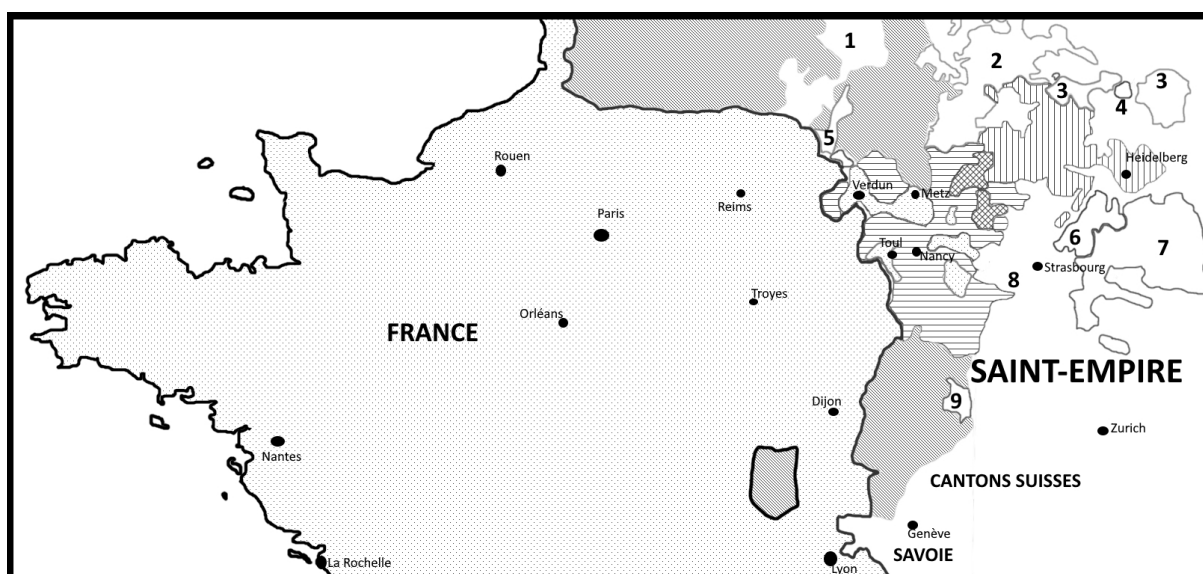 1
2
3
3
4
5
Heidelberg
Rouen
Verdun
Metz
Reims
Paris
6
7
Toul
Nancy
8
Strasbourg
Troyes
Orléans
FRANCE
SAINT-EMPIRE
Dijon
9
Zurich
Nantes
CANTONS SUISSES
Genève
SAVOIE
La Rochelle
Lyon